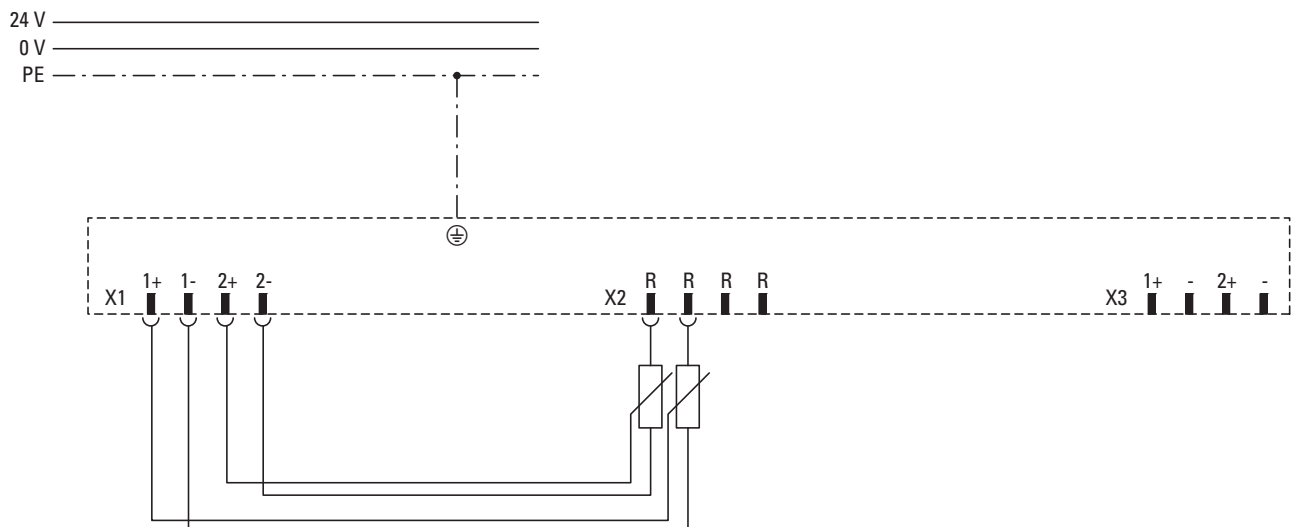 24 V
0 V
PE
X1 1+ 1- 2+ 2-
X2 R R R R
X3 1+ - 2+ -